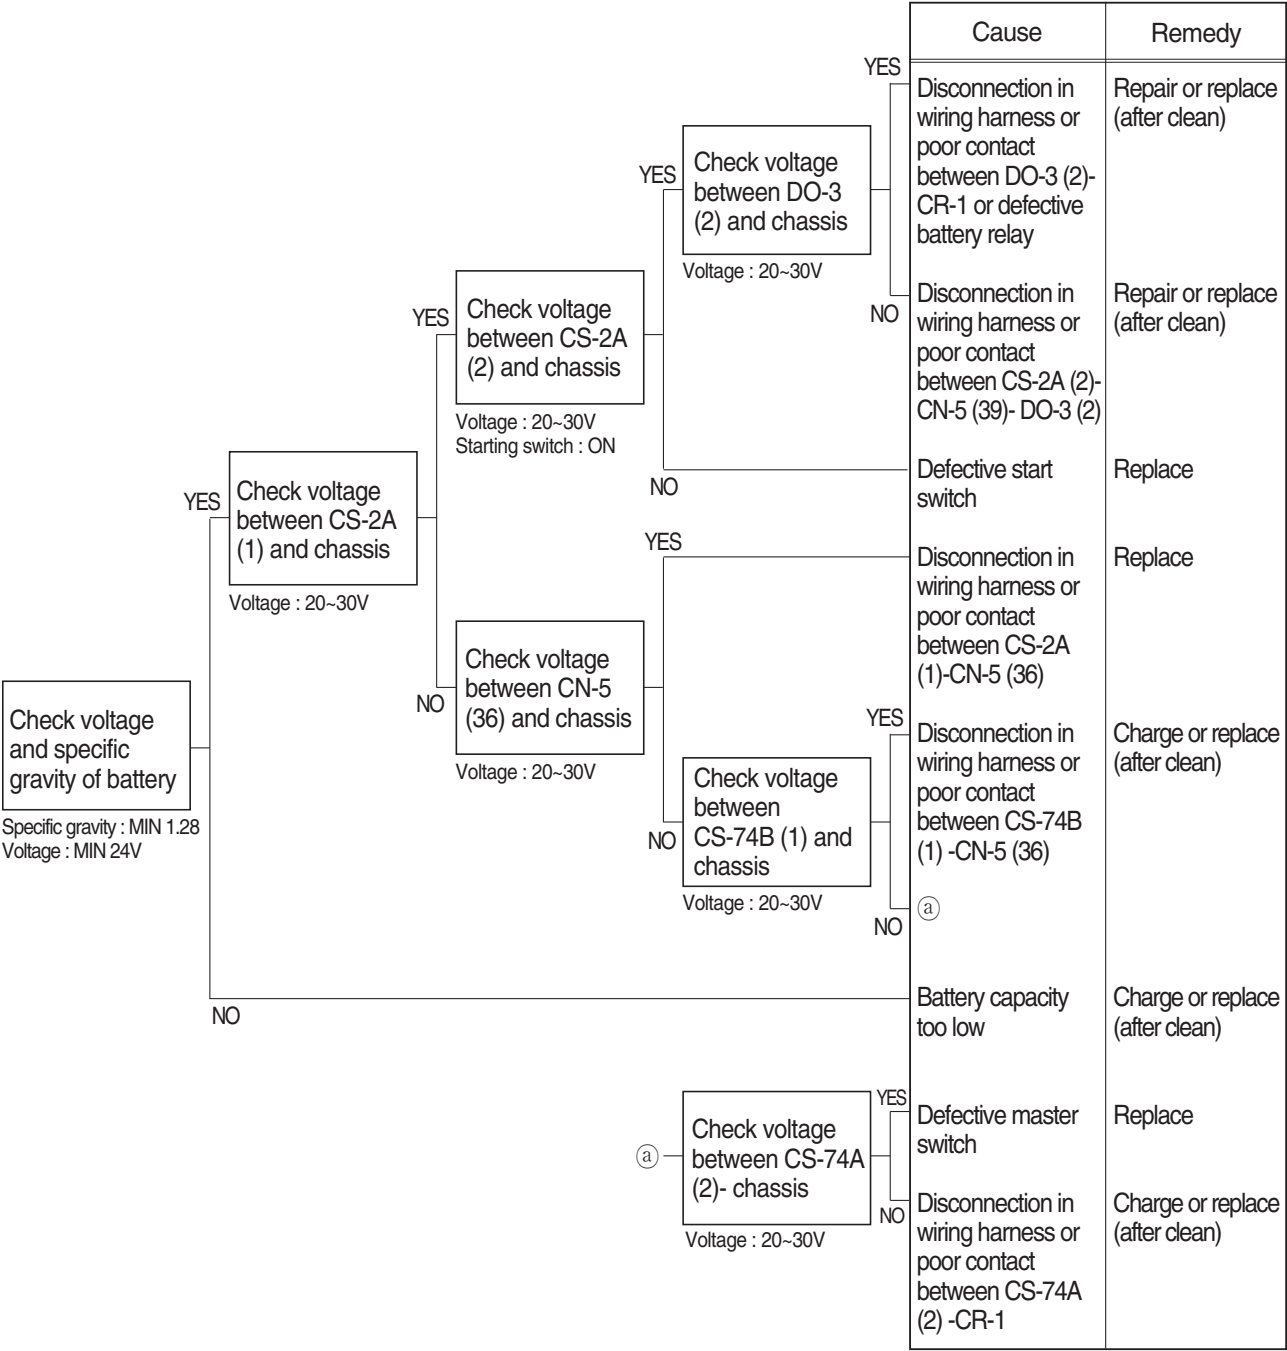 Cause
Remedy
YES
Disconnection in
wiring harness or
poor contact
between DO-3 (2)-
CR-1 or defective
battery relay
Repair or replace
(after clean)
YES
Check voltage
between DO-3
(2) and chassis
Voltage : 20~30V
NO
Disconnection in
wiring harness or
poor contact
between CS-2A (2)-
CN-5 (39)- DO-3 (2)
Repair or replace
(after clean)
YES
Check voltage
between CS-2A
(2) and chassis
Voltage : 20~30V
Starting switch : ON
NO
Defective start
switch
Replace
YES
Check voltage
between CS-2A
(1) and chassis
Voltage : 20~30V
YES
Disconnection in
wiring harness or
poor contact
between CS-2A
(1)-CN-5 (36)
Replace
NO
Check voltage
between CN-5
(36) and chassis
Voltage : 20~30V
Check voltage
and specific
gravity of battery
Specific gravity : MIN 1.28
Voltage : MIN 24V
YES
Disconnection in
wiring harness or
poor contact
between CS-74B
(1) -CN-5 (36)
Charge or replace
(after clean)
NO
Check voltage
between
CS-74B (1) and
chassis
Voltage : 20~30V
NO
ⓐ
NO
Battery capacity
too low
Charge or replace
(after clean)
ⓐ
Check voltage
between CS-74A
(2)- chassis
Voltage : 20~30V
YES
Defective master
switch
Replace
NO
Disconnection in
wiring harness or
poor contact
between CS-74A
(2) -CR-1
Charge or replace
(after clean)